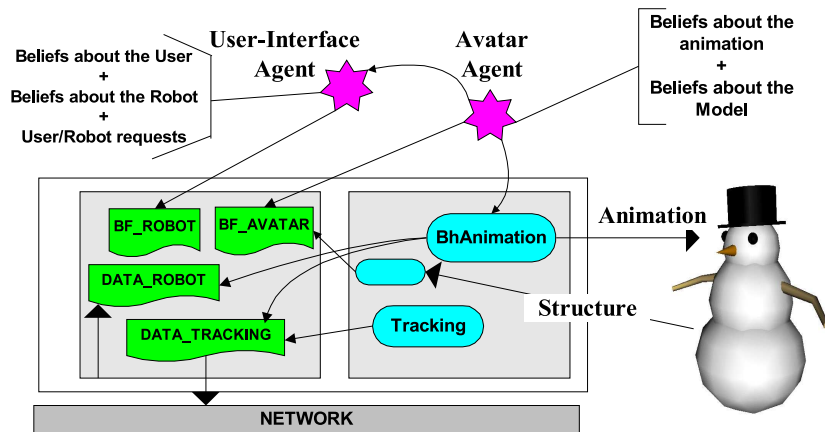 Beliefs about the User
+
Beliefs about the Robot
+
User/Robot requests
User-Interface
Agent
Avatar
Agent
Beliefs about the
animation
+
Beliefs about the
Model
BF_ROBOT
BF_AVATAR
DATA_ROBOT
DATA_TRACKING
BhAnimation
Tracking
Animation
Structure
NETWORK